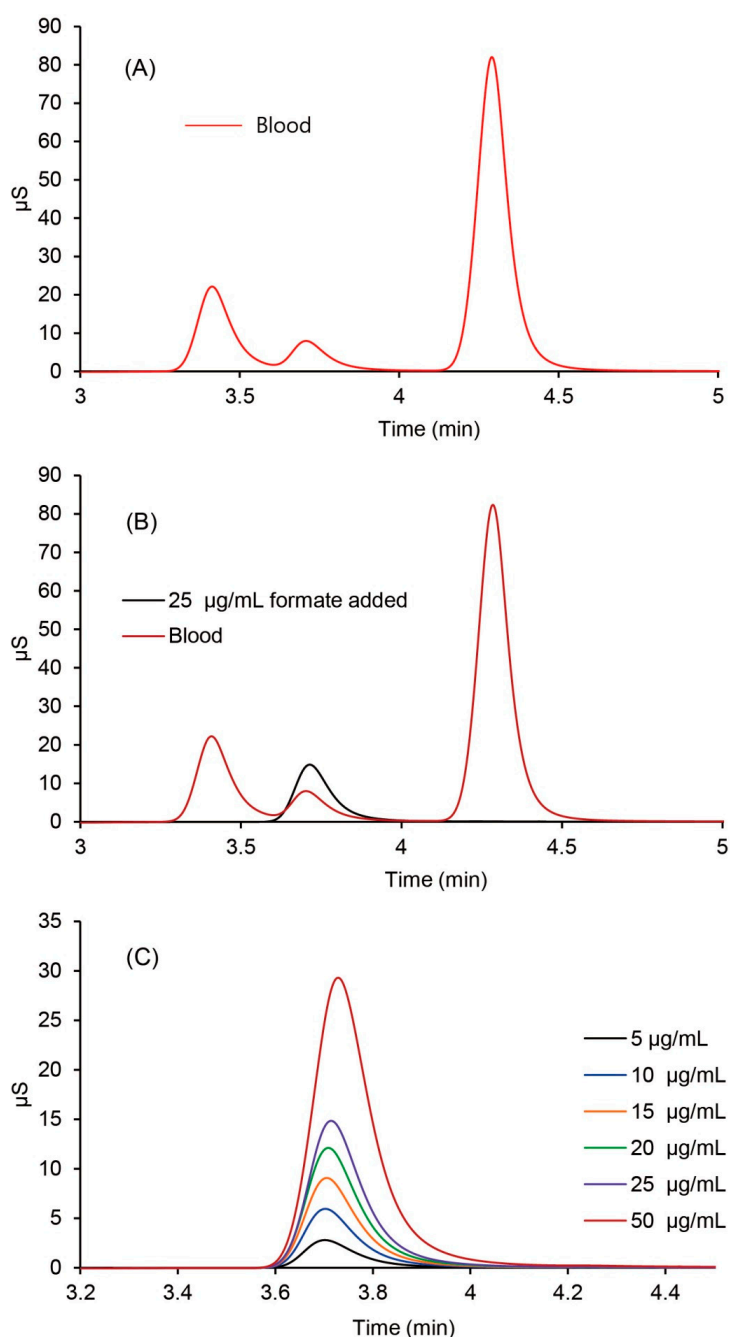 90
80
70
60
50
40
30
20
10
0
µS
(A)
Blood
3
3.5
4
4.5
5
Time (min)
90
80
70
60
50
40
30
20
10
0
µS
(B)
25 µg/mL formate added
Blood
3
3.5
4
4.5
5
Time (min)
35
30
25
20
15
10
5
0
µS
(C)
5 µg/mL
10 µg/mL
15 µg/mL
20 µg/mL
25 µg/mL
50 µg/mL
3.2
3.4
3.6
3.8
4
4.2
4.4
Time (min)